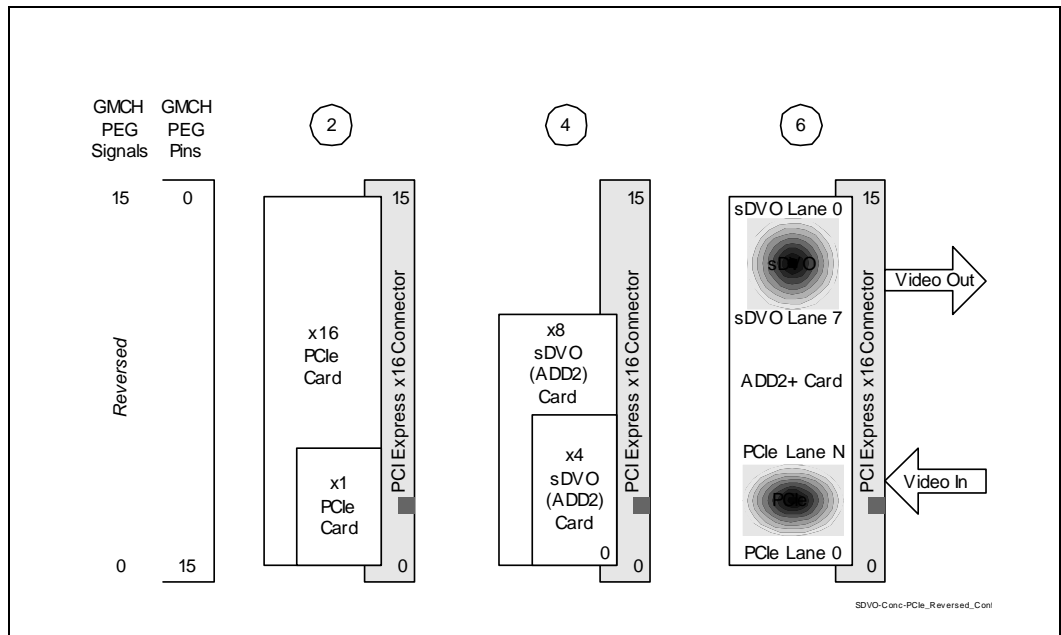 GMCH
PEG
Signals
GMCH
PEG
Pins
2
4
6
15
0
15
15
15
Reversed
x16
PCIe
Card
x1
PCIe
Card
PCI Express x16 Connector
x8
sDVO
(ADD2)
Card
x4
sDVO
(ADD2)
Card
0
PCI Express x16 Connector
sDVO Lane 0
sDVO
sDVO Lane 7
ADD2+ Card
PCIe Lane N
PCIe
PCIe Lane 0
PCI Express x16 Connector
Video Out
Video In
0
15
0
0
0
SDVO-Conc-PCIe_Reversed_Conf